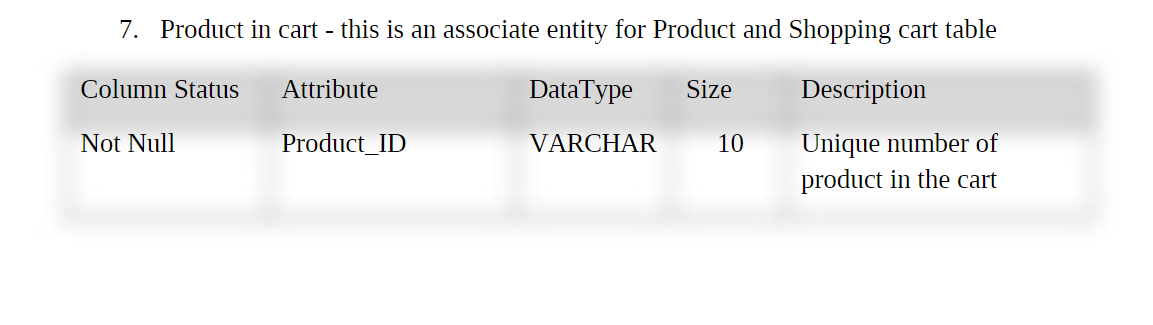 7. Product in cart - this is an associate entity for Product and Shopping cart table
Column Status Attribute DataType Size Description
Not Null Product_ID VARCHAR 10 Unique number of
product in the cart